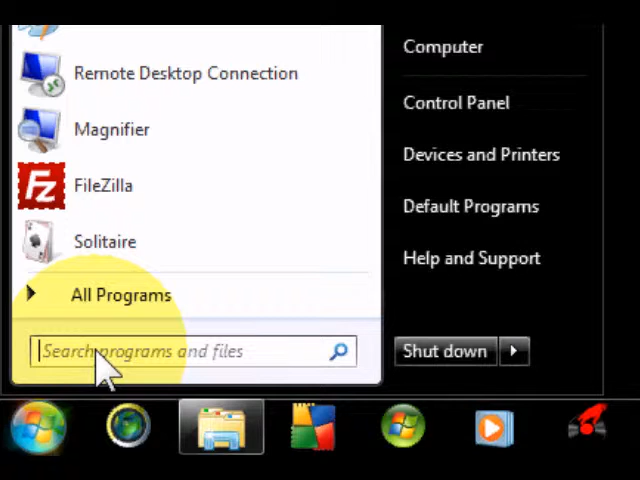 Remote Desktop Connection
Magnifier
FileZilla
Solitaire
All Programs
Search programs and files
Computer
Control Panel
Devices and Printers
Default Programs
Help and Support
Shut down